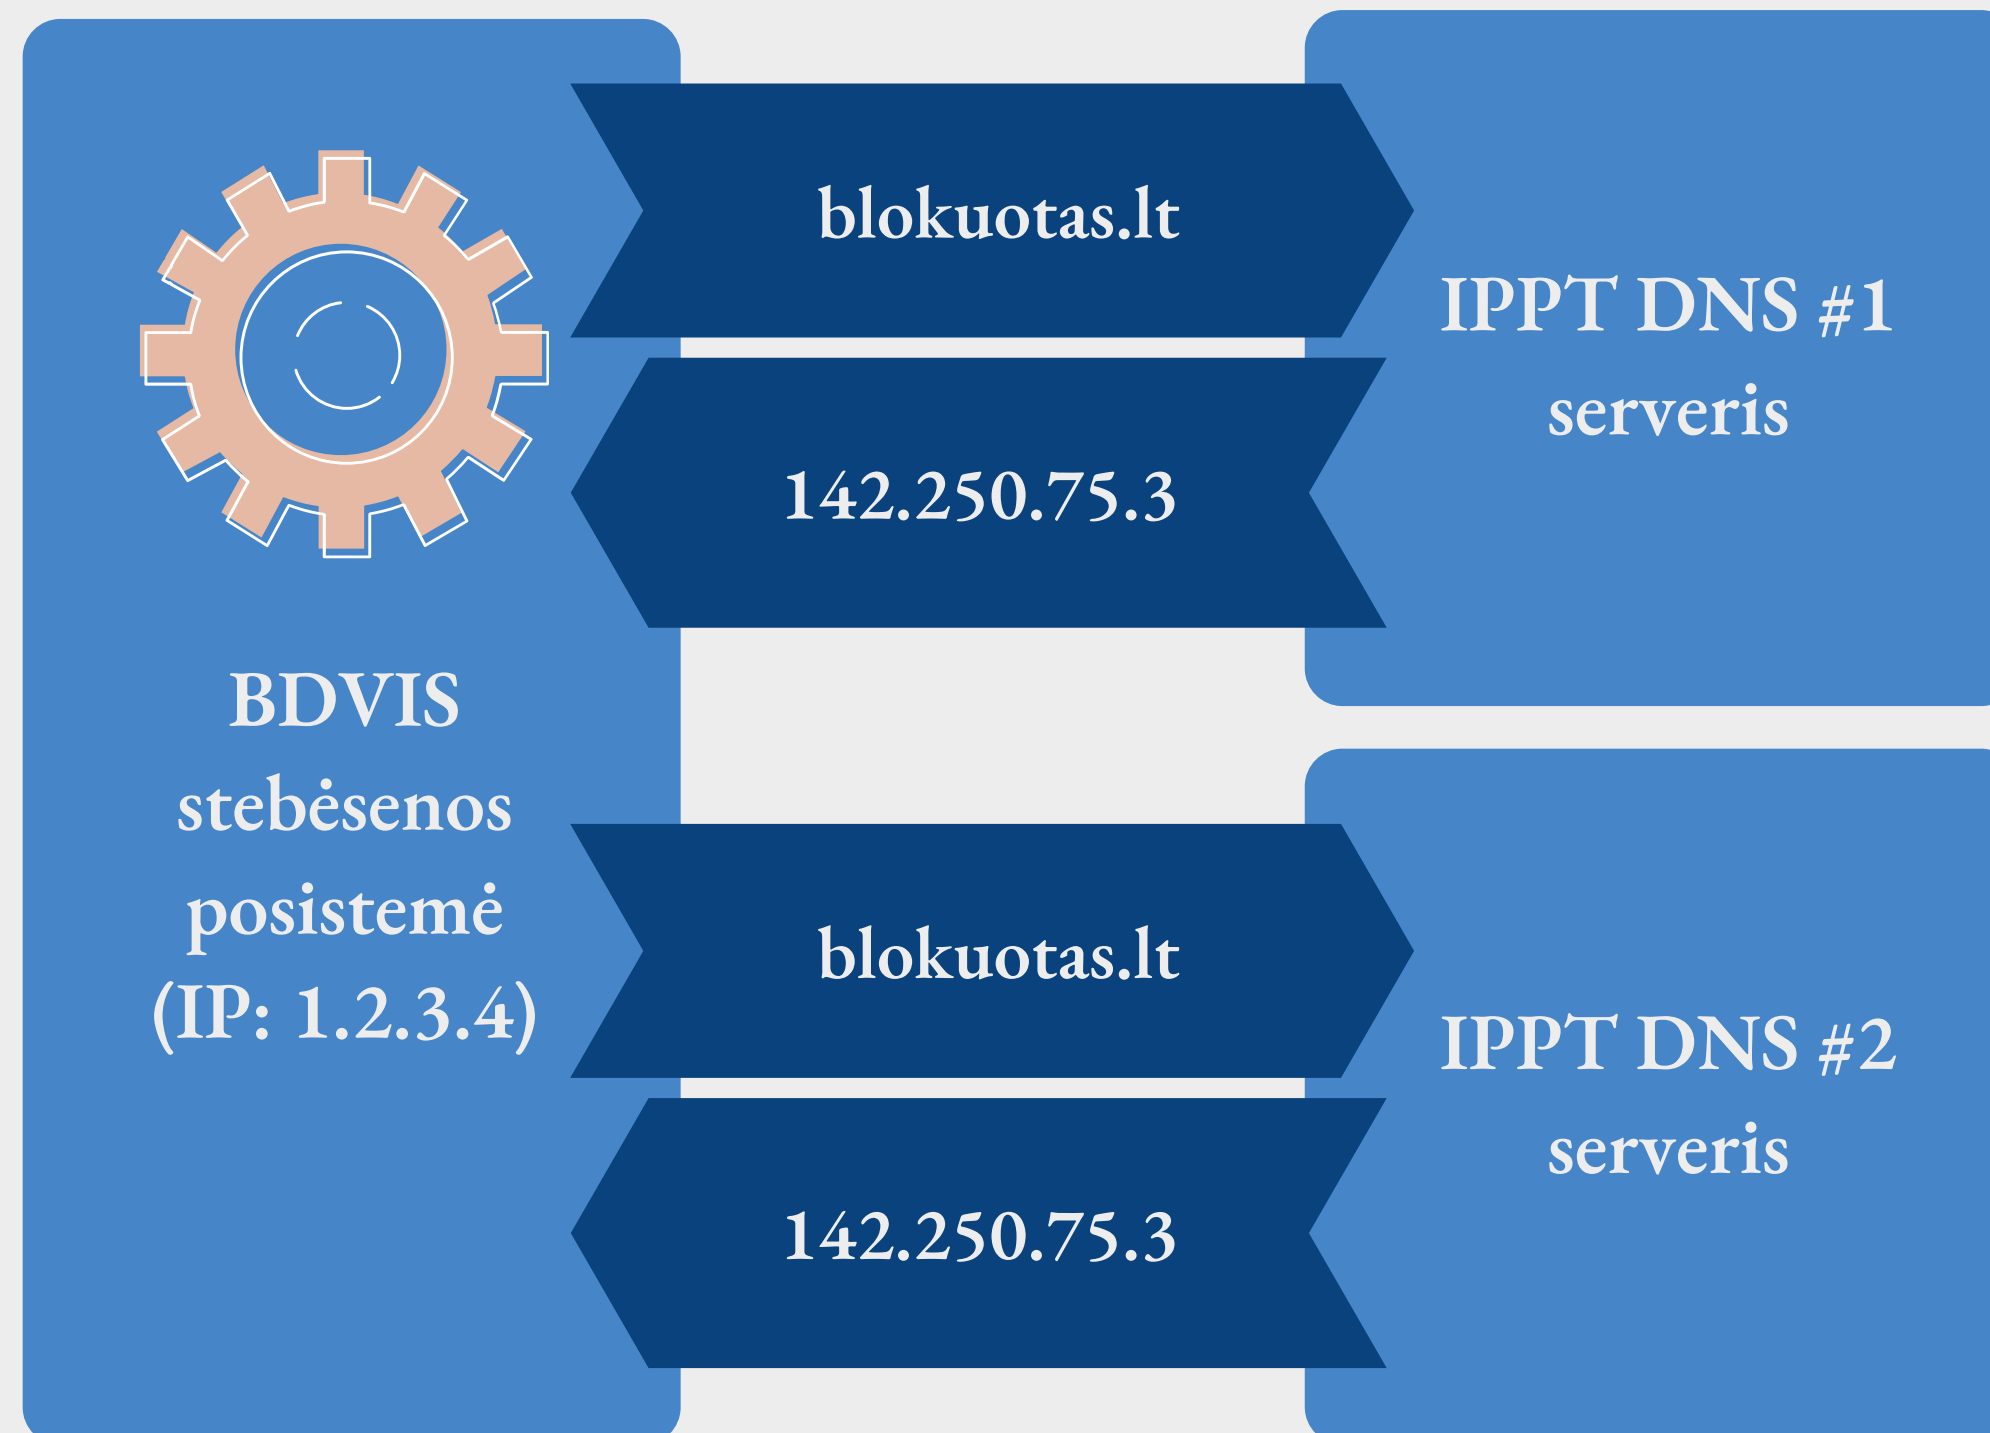 BDVIS
stebėsenos
posistemė
(IP: 1.2.3.4)
blokuotas.lt
142.250.75.3
IPPT DNS #1
serveris
blokuotas.lt
142.250.75.3
IPPT DNS #2
serveris